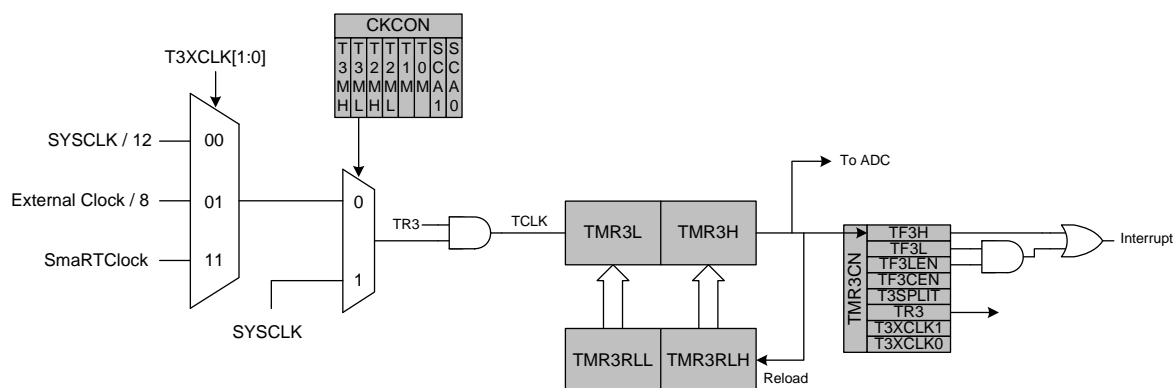 CKCON
T3MH T3ML T2MH T2ML T1M T0M SCA1 SCA0
T3XCLK[1:0]
SYSCLK / 12
00
External Clock / 8
01
SmaRTClock
11
0
1
SYSCLK
TR3
TCLK
TMR3L
TMR3H
To ADC
TMR3RLL
TMR3RLH
Reload
TMR3CN
TF3H
TF3L
TF3LEN
TF3CEN
T3SPLIT
TR3
T3XCLK1
T3XCLK0
Interrupt